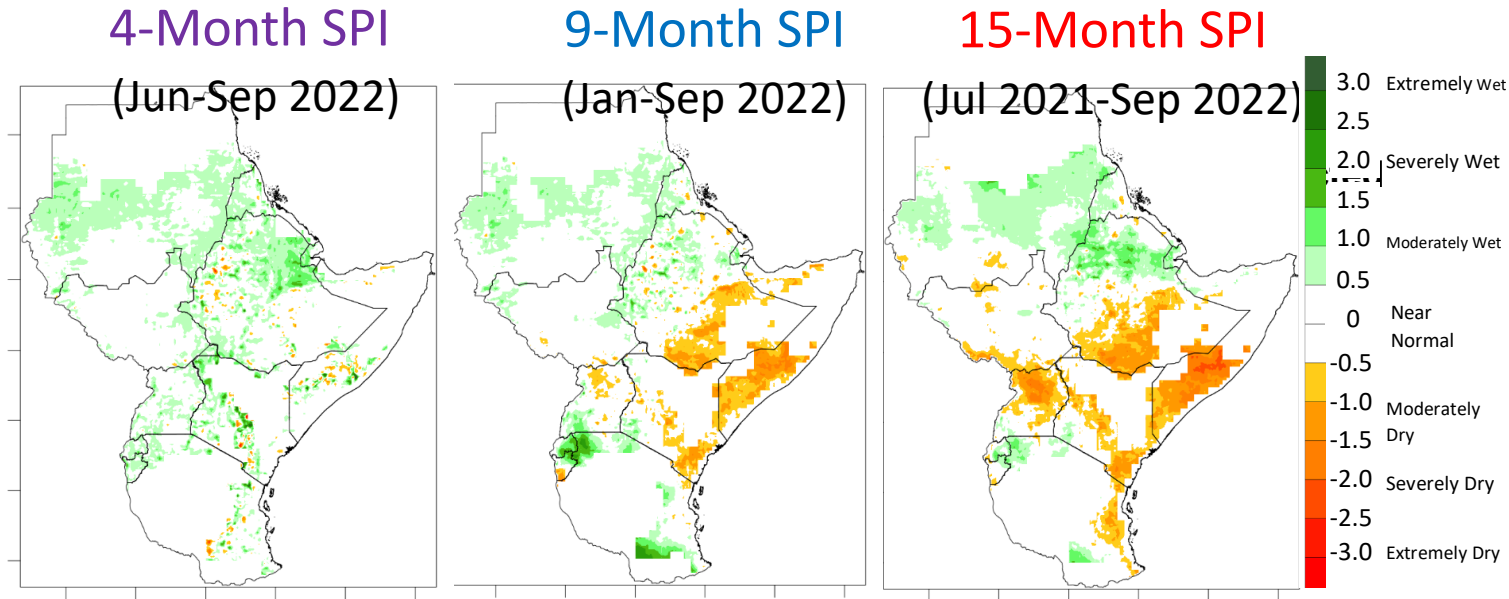 4-Month SPI
(Jun-Sep 2022)
9-Month SPI
(Jan-Sep 2022)
15-Month SPI
(Jul 2021-Sep 2022)
3.0 Extremely Wet
2.5
2.0 Severely Wet
1.5
1.0 Moderately Wet
0.5
0 Near
Normal
-0.5
-1.0 Moderately
Dry
-1.5
-2.0 Severely Dry
-2.5
-3.0 Extremely Dry